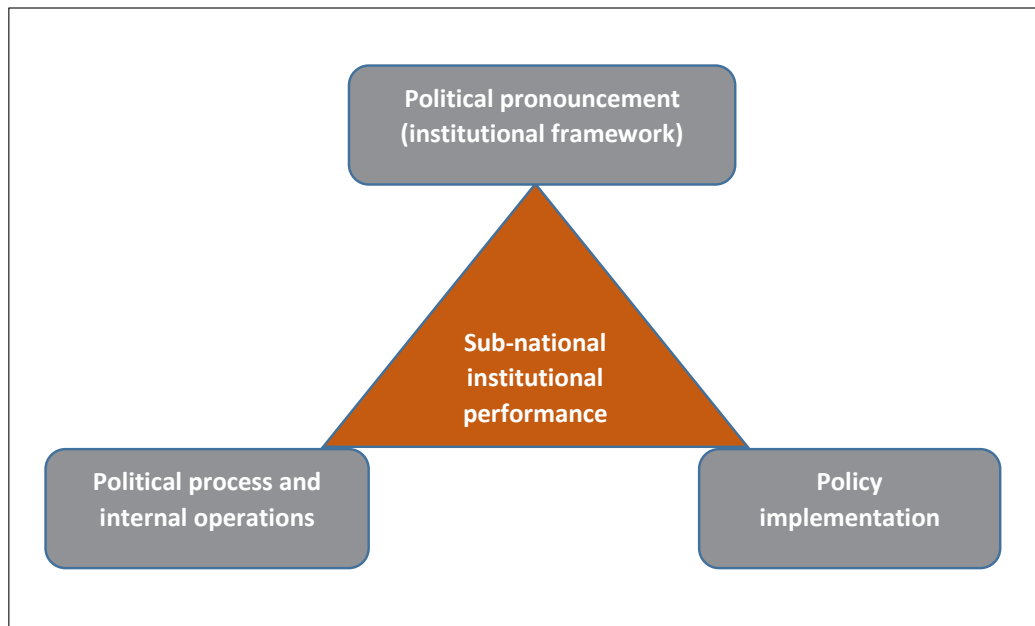 Political pronouncement
(institutional framework)
Sub-national
institutional
performance
Political process and
internal operations
Policy
implementation